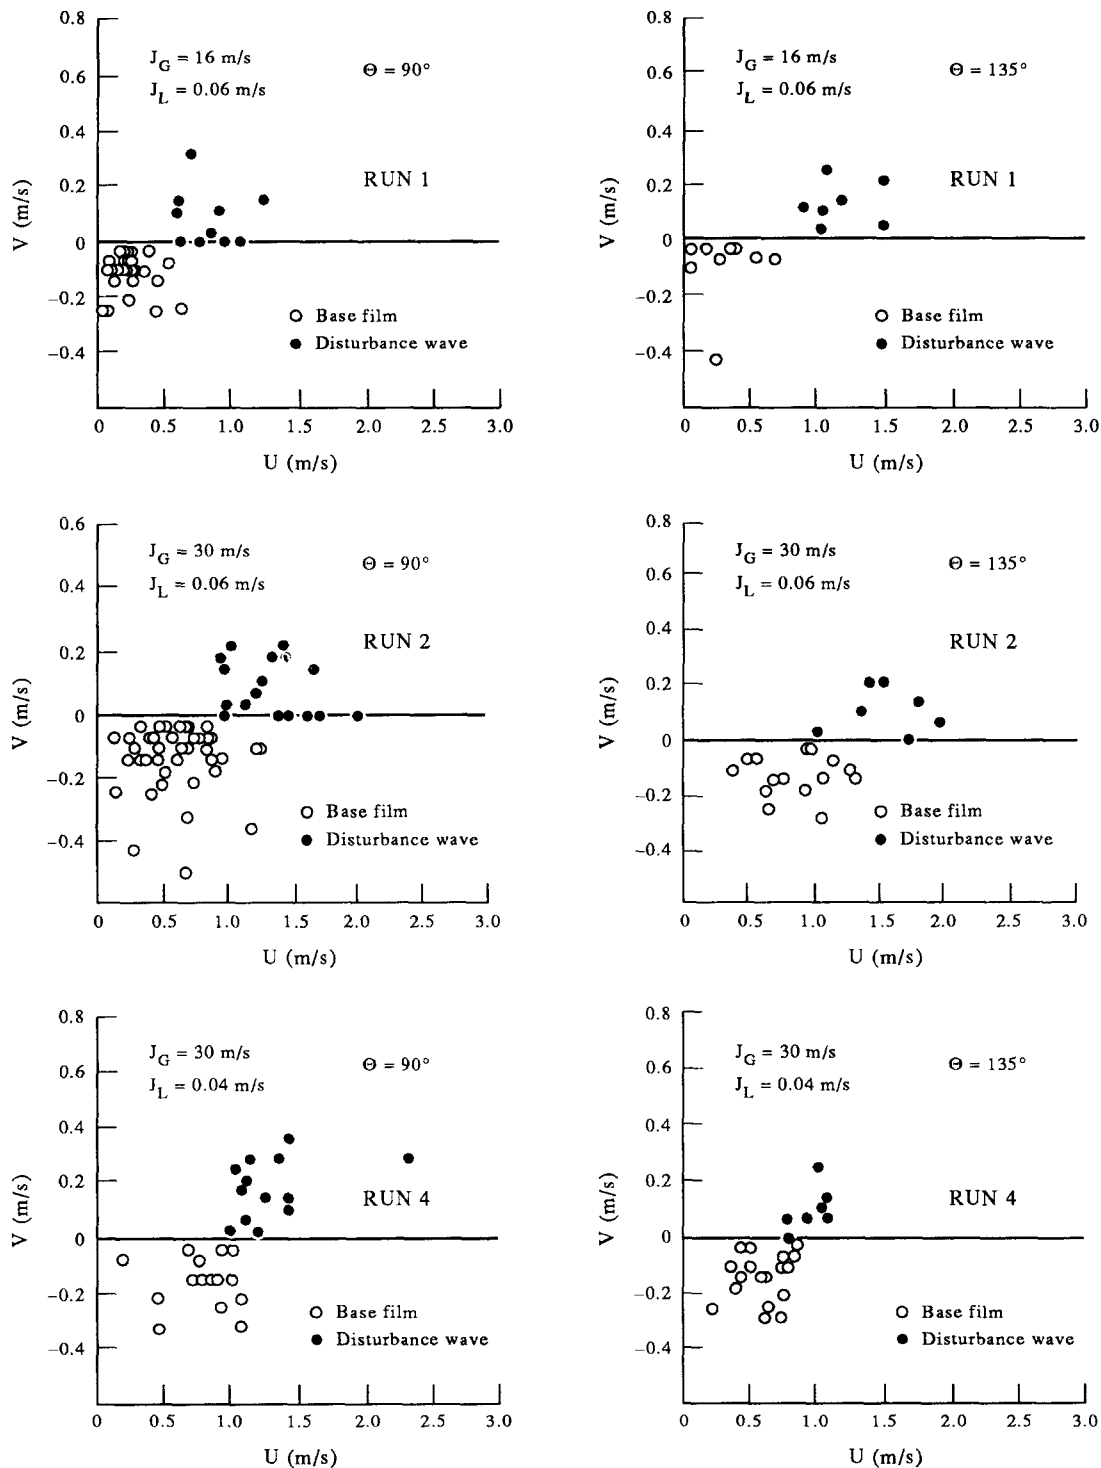 0.8
J_G = 16 m/s
Θ = 90°
0.6
J_L = 0.06 m/s
0.4
RUN 1
0.2
V (m/s)
0
−0.2
Base film
Disturbance wave
−0.4
0 0.5 1.0 1.5 2.0 2.5 3.0
U (m/s)
0.8
J_G = 16 m/s
Θ = 135°
0.6
J_L = 0.06 m/s
0.4
RUN 1
0.2
V (m/s)
0
−0.2
Base film
Disturbance wave
−0.4
0 0.5 1.0 1.5 2.0 2.5 3.0
U (m/s)
0.6
J_G = 30 m/s
Θ = 90°
J_L = 0.06 m/s
0.4
RUN 2
0.2
V (m/s)
0
−0.2
Base film
Disturbance wave
−0.4
0 0.5 1.0 1.5 2.0 2.5 3.0
U (m/s)
0.8
J_G = 30 m/s
Θ = 135°
0.6
J_L = 0.06 m/s
0.4
RUN 2
0.2
V (m/s)
0
−0.2
Base film
Disturbance wave
−0.4
0 0.5 1.0 1.5 2.0 2.5 3.0
U (m/s)
0.8
J_G = 30 m/s
Θ = 90°
0.6
J_L = 0.04 m/s
0.4
0.2
RUN 4
V (m/s)
0
−0.2
Base film
Disturbance wave
−0.4
0 0.5 1.0 1.5 2.0 2.5 3.0
U (m/s)
0.8
J_G = 30 m/s
Θ = 135°
0.6
J_L = 0.04 m/s
0.4
0.2
RUN 4
V (m/s)
0
−0.2
Base film
Disturbance wave
−0.4
0 0.5 1.0 1.5 2.0 2.5 3.0
U (m/s)